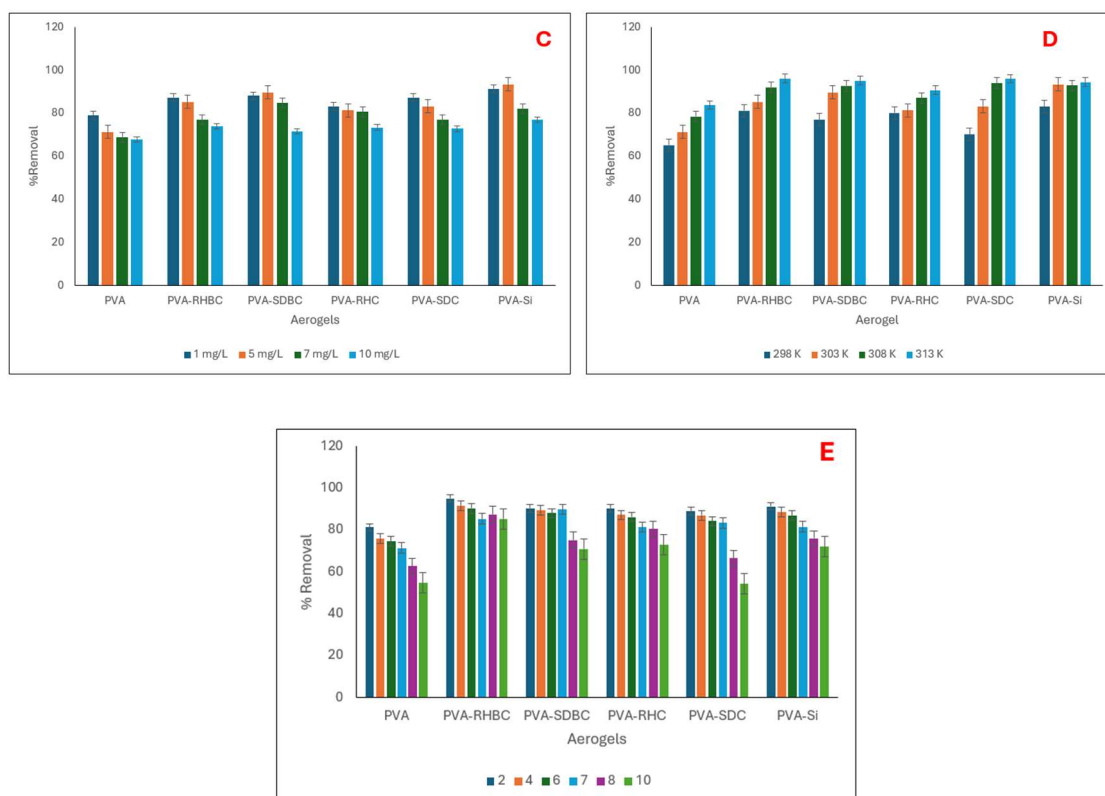 C
120
100
80
60
40
20
0
%Removal
PVA PVA-RHBC PVA-SDBC PVA-RHC PVA-SDC PVA-Si
Aerogels
1 mg/L 5 mg/L 7 mg/L 10 mg/L
D
120
100
80
60
40
20
0
%Removal
PVA PVA-RHBC PVA-SDBC PVA-RHC PVA-SDC PVA-Si
Aerogel
298 K 303 K 308 K 313 K
E
120
100
80
60
40
20
0
% Removal
PVA PVA-RHBC PVA-SDBC PVA-RHC PVA-SDC PVA-Si
Aerogels
2 4 6 7 8 10